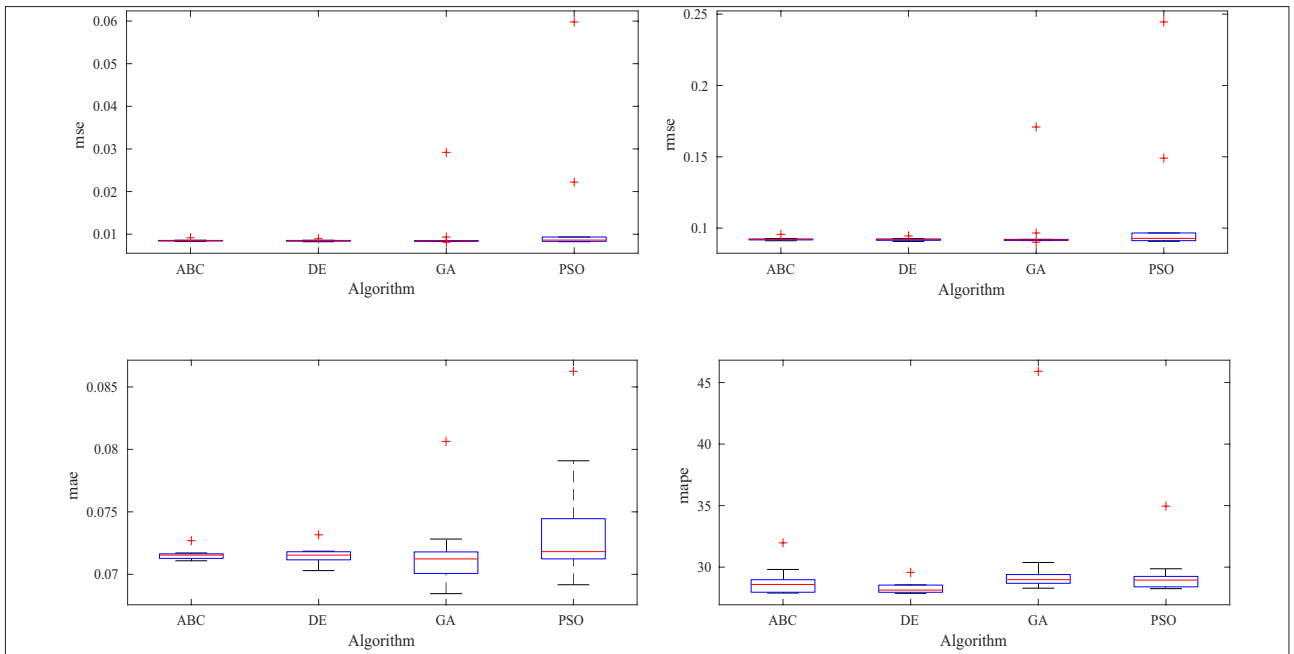 0.06
0.05
0.04
0.03
0.02
0.01
mse
ABC DE GA PSO
Algorithm
0.25
0.2
0.15
0.1
rmse
ABC DE GA PSO
Algorithm
0.085
0.08
0.075
0.07
mae
ABC DE GA PSO
Algorithm
45
40
35
30
mape
ABC DE GA PSO
Algorithm